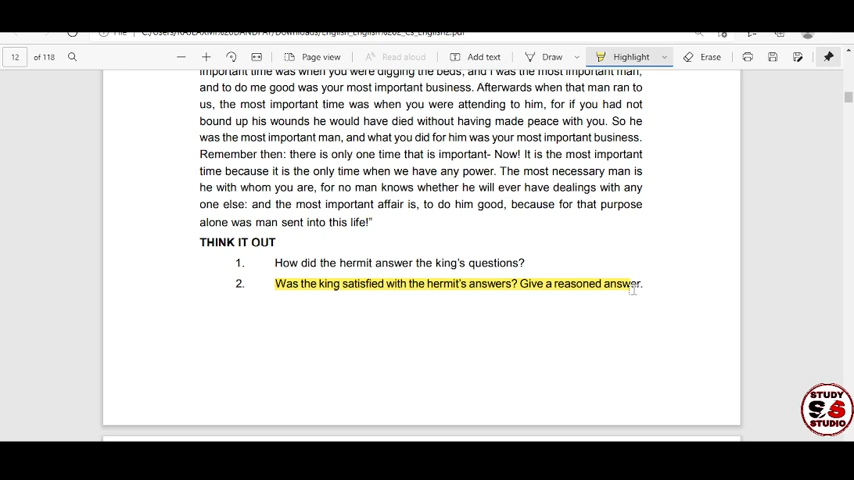 File C:/Users/
12 of 118 Page view Read aloud Add text Draw Highlight Erase
important time was when you were digging the beds, and I was the most important man,
and to do me good was your most important business. Afterwards when that man ran to
us, the most important time was when you were attending to him, for if you had not
bound up his wounds he would have died without having made peace with you. So he
was the most important man, and what you did for him was your most important business.
Remember then: there is only one time that is important- Now! It is the most important
time because it is the only time when we have any power. The most necessary man is
he with whom you are, for no man knows whether he will ever have dealings with any
one else: and the most important affair is, to do him good, because for that purpose
alone was man sent into this life!”
THINK IT OUT
1. How did the hermit answer the king's questions?
2. Was the king satisfied with the hermit's answers? Give a reasoned answer.
STUDY
SS
STUDIO